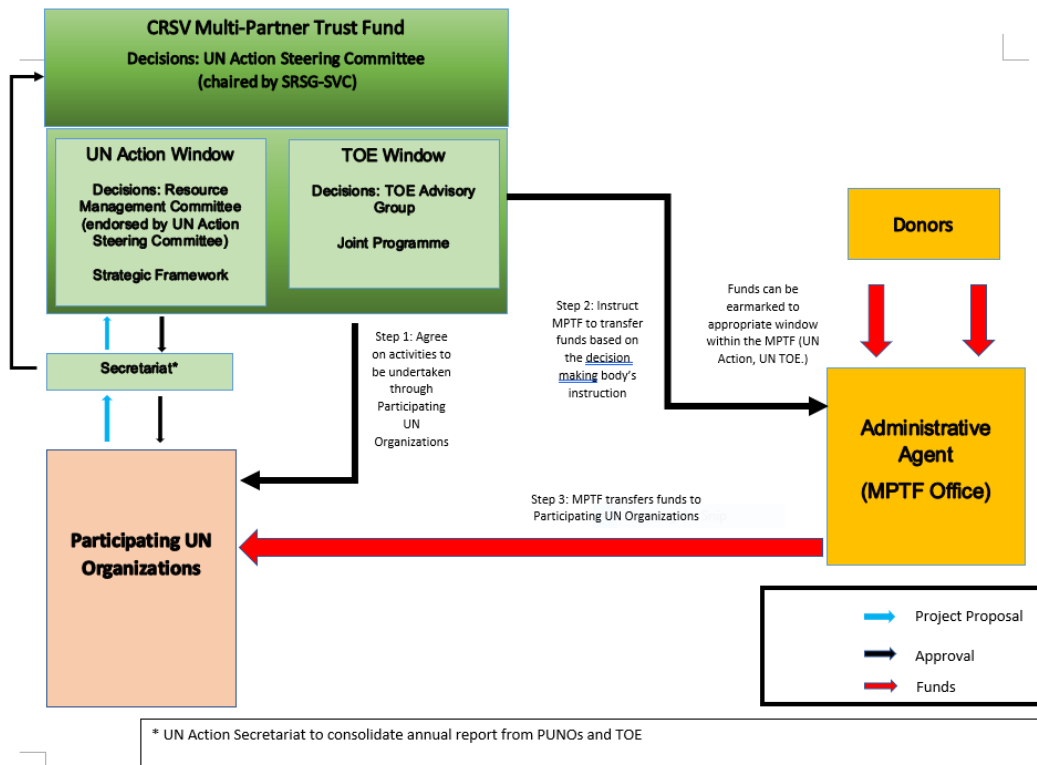 CRSV Multi-Partner Trust Fund
Decisions: UN Action Steering Committee
(chaired by SRSG-SVC)
UN Action Window
Decisions: Resource
Management Committee
(endorsed by UN Action
Steering Committee)
Strategic Framework
TOE Window
Decisions: TOE Advisory
Group
Joint Programme
Donors
Step 1: Agree
on activities to
be undertaken
through
Participating
UN
Organizations
Step 2: Instruct
MPTF to transfer
funds based on
the decision
making body's
instruction
Funds can be
earmarked to
appropriate window
within the MPTF (UN
Action, UN TOE.)
Secretariat*
Administrative
Agent
(MPTF Office)
Step 3: MPTF transfers funds to
Participating UN Organizations
Participating UN
Organizations
Project Proposal
Approval
Funds
* UN Action Secretariat to consolidate annual report from PUNOs and TOE